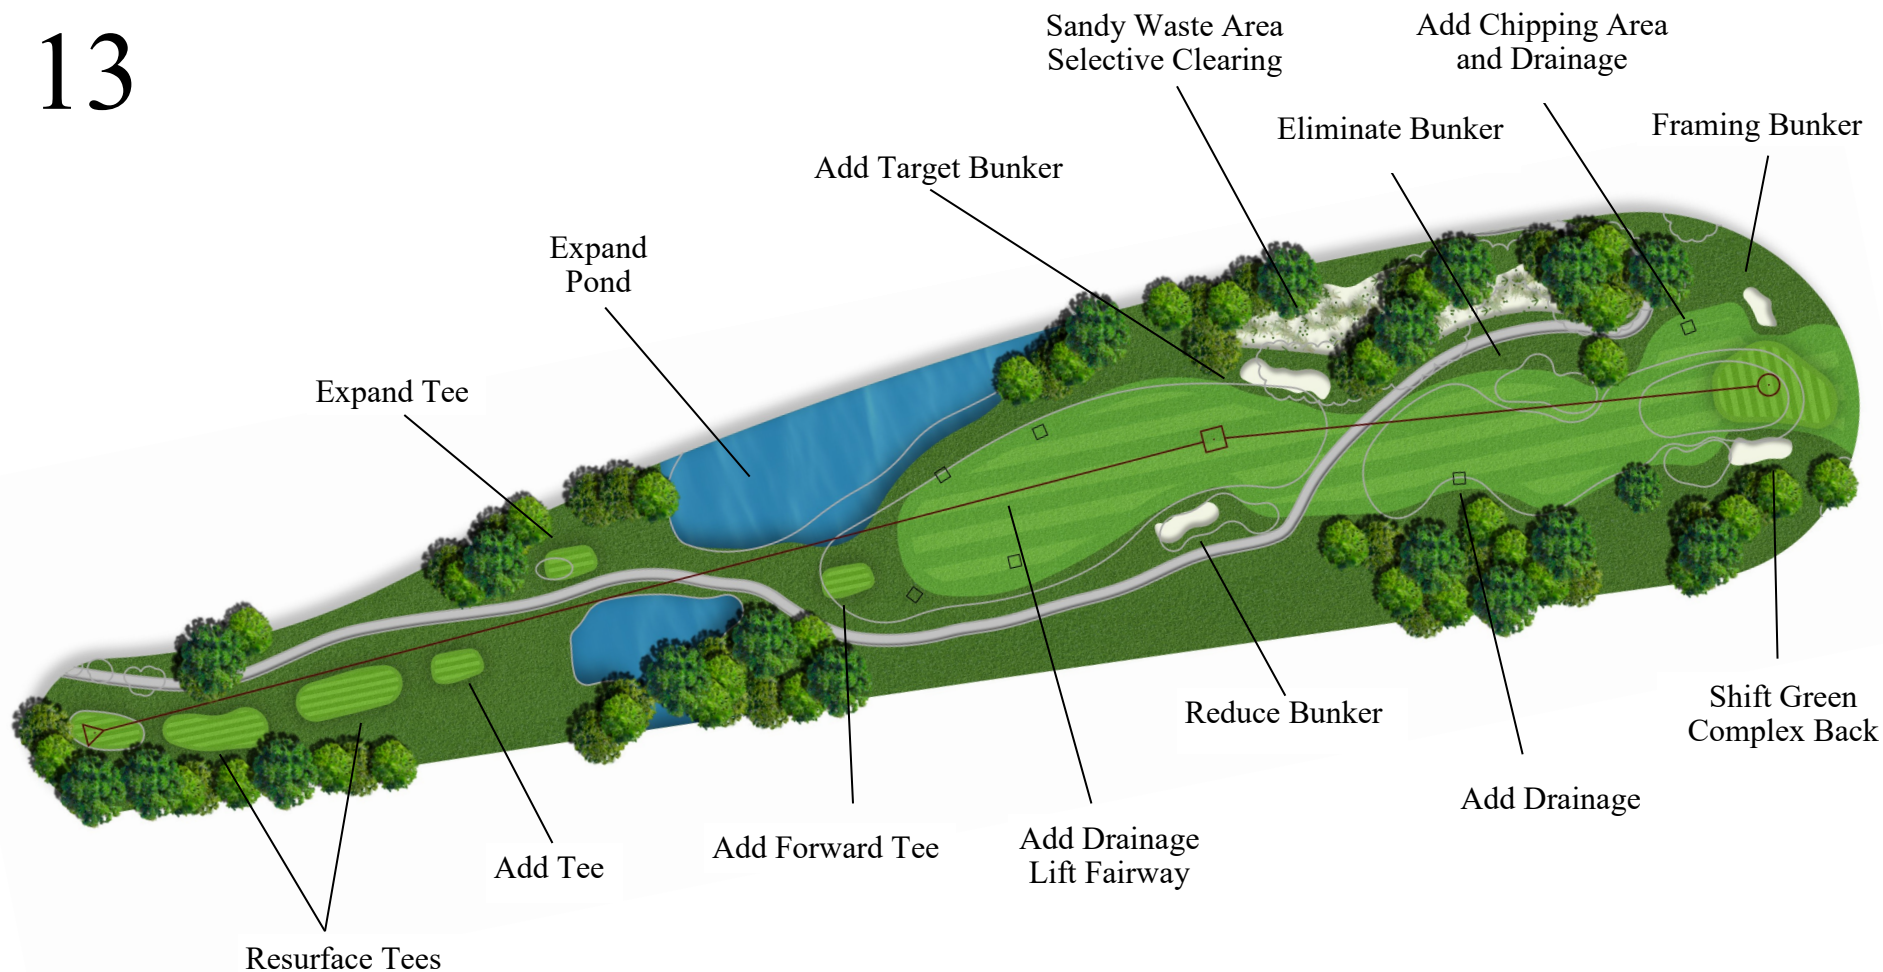 13
Sandy Waste Area
Selective Clearing
Add Chipping Area
and Drainage
Eliminate Bunker
Framing Bunker
Add Target Bunker
Expand
Pond
Expand Tee
Reduce Bunker
Shift Green
Complex Back
Add Drainage
Add Forward Tee
Add Drainage
Lift Fairway
Add Tee
Resurface Tees